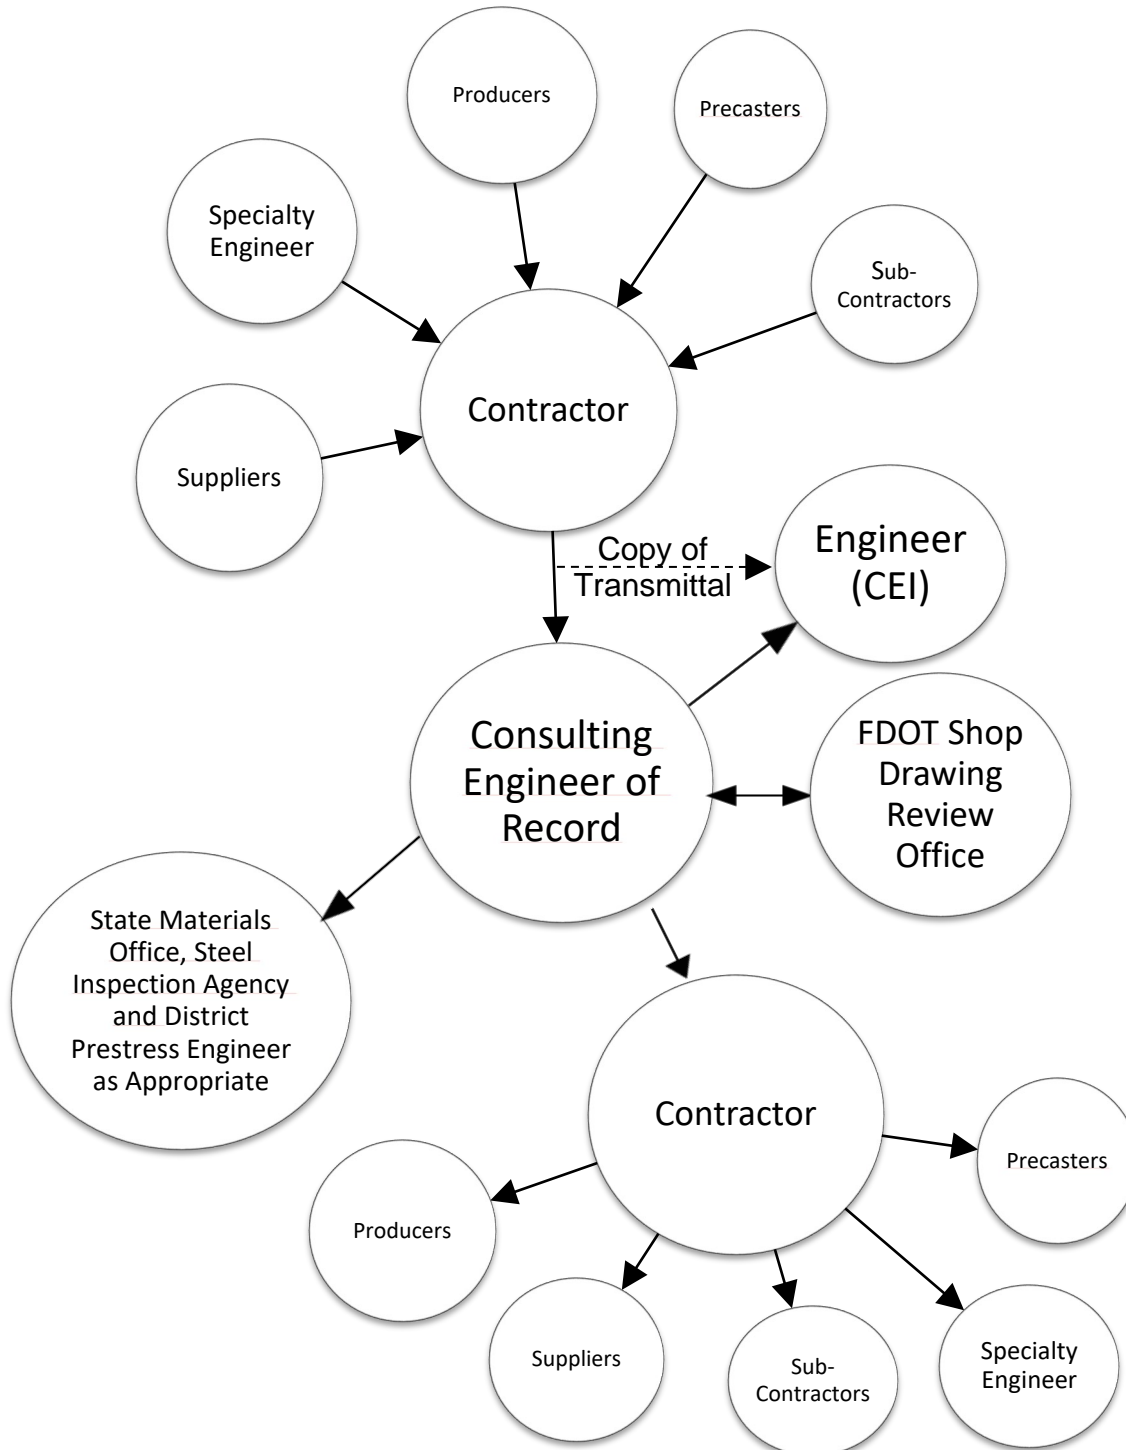 Producers
Precasters
Specialty
Engineer
Sub-
Contractors
Contractor
Suppliers
Copy of
Transmittal
Engineer
(CEI)
Consulting
Engineer of
Record
FDOT Shop
Drawing
Review
Office
State Materials
Office, Steel
Inspection Agency
and District
Prestress Engineer
as Appropriate
Contractor
Precasters
Producers
Suppliers
Sub-
Contractors
Specialty
Engineer